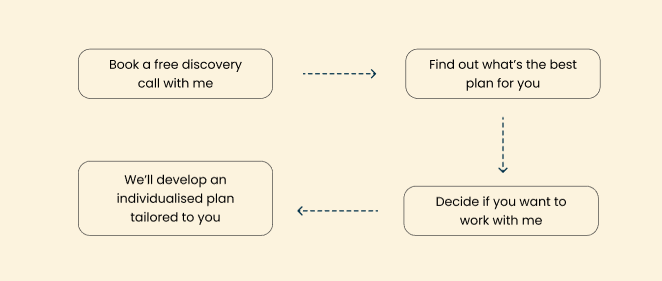 Book a free discovery
call with me
Find out what's the best
plan for you
Decide if you want to
work with me
We'll develop an
individualised plan
tailored to you